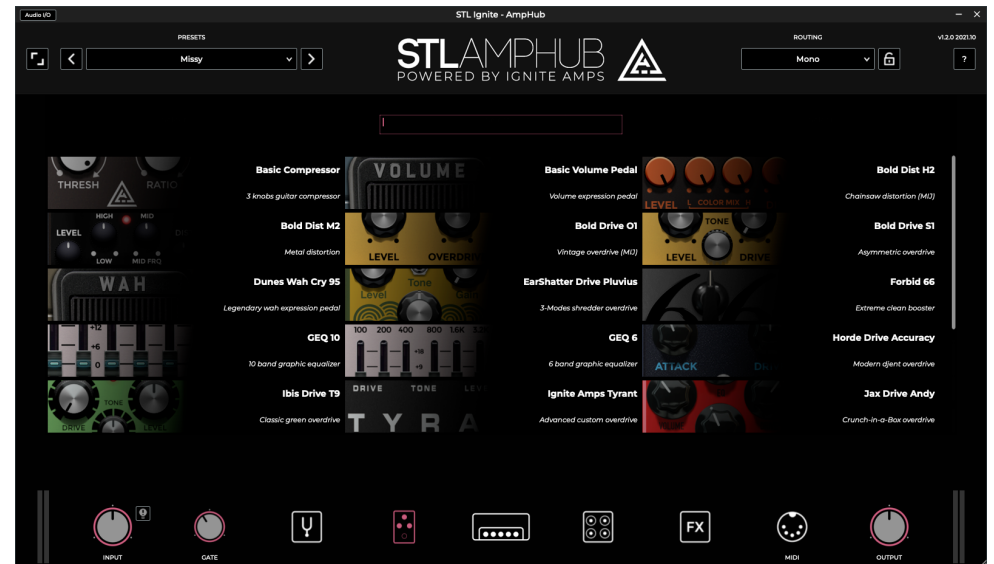 Audio I/O
STL Ignite - AmpHub
PRESETS
Missy
STLAMPHUB
POWERED BY IGNITE AMPS
ROUTING
Mono
v1.2.0 2021.10
?
THRESH
RATIO
Basic Compressor
3 knobs guitar compressor
VOLUME
Basic Volume Pedal
Volume expression pedal
LEVEL L COLOR MIX H
Bold Dist H2
Chainsaw distortion (MIJ)
HIGH MID
LEVEL
LOW MID FRQ
Bold Dist M2
Metal distortion
LEVEL OVERDRI
Bold Drive O1
Vintage overdrive (MIJ)
TONE
LEVEL DRIVE
Bold Drive S1
Asymmetric overdrive
WAH
Dunes Wah Cry 95
Legendary wah expression pedal
Level Tone Gain
EarShatter Drive Pluvius
3-Modes shredder overdrive
Forbid 66
Extreme clean booster
+12
+6
0
GEQ 10
10 band graphic equalizer
100 200 400 800 1.6K 3.2
GEQ 6
6 band graphic equalizer
ATTACK
Horde Drive Accuracy
Modern djent overdrive
TONE
DRIVE LEVEL
Ibis Drive T9
Classic green overdrive
DRIVE TONE LEV
TYRA
Ignite Amps Tyrant
Advanced custom overdrive
Jax Drive Andy
Crunch-in-a-Box overdrive
FX
INPUT
GATE
MIDI
OUTPUT